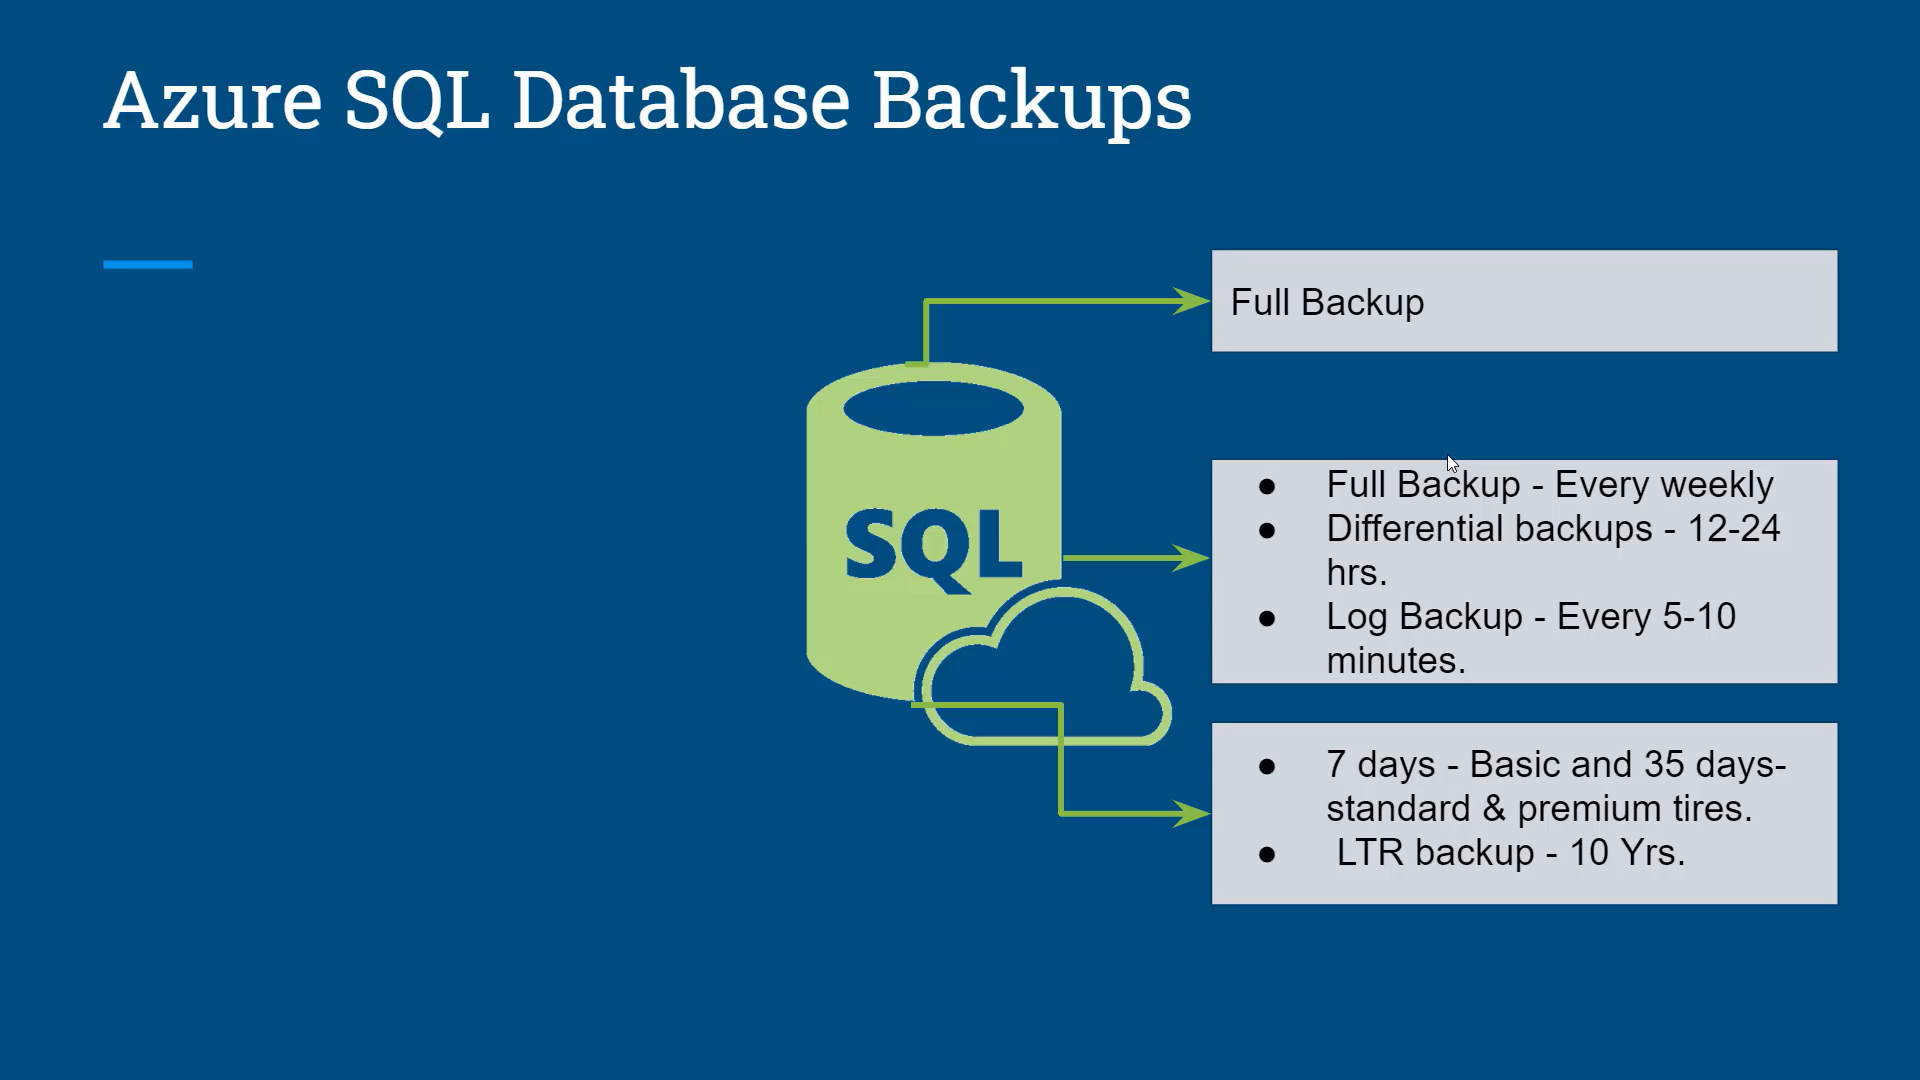 Azure SQL Database Backups
Full Backup
SQL
● Full Backup - Every weekly
● Differential backups - 12-24
hrs.
● Log Backup - Every 5-10
minutes.
● 7 days - Basic and 35 days-
standard & premium tires.
● LTR backup - 10 Yrs.